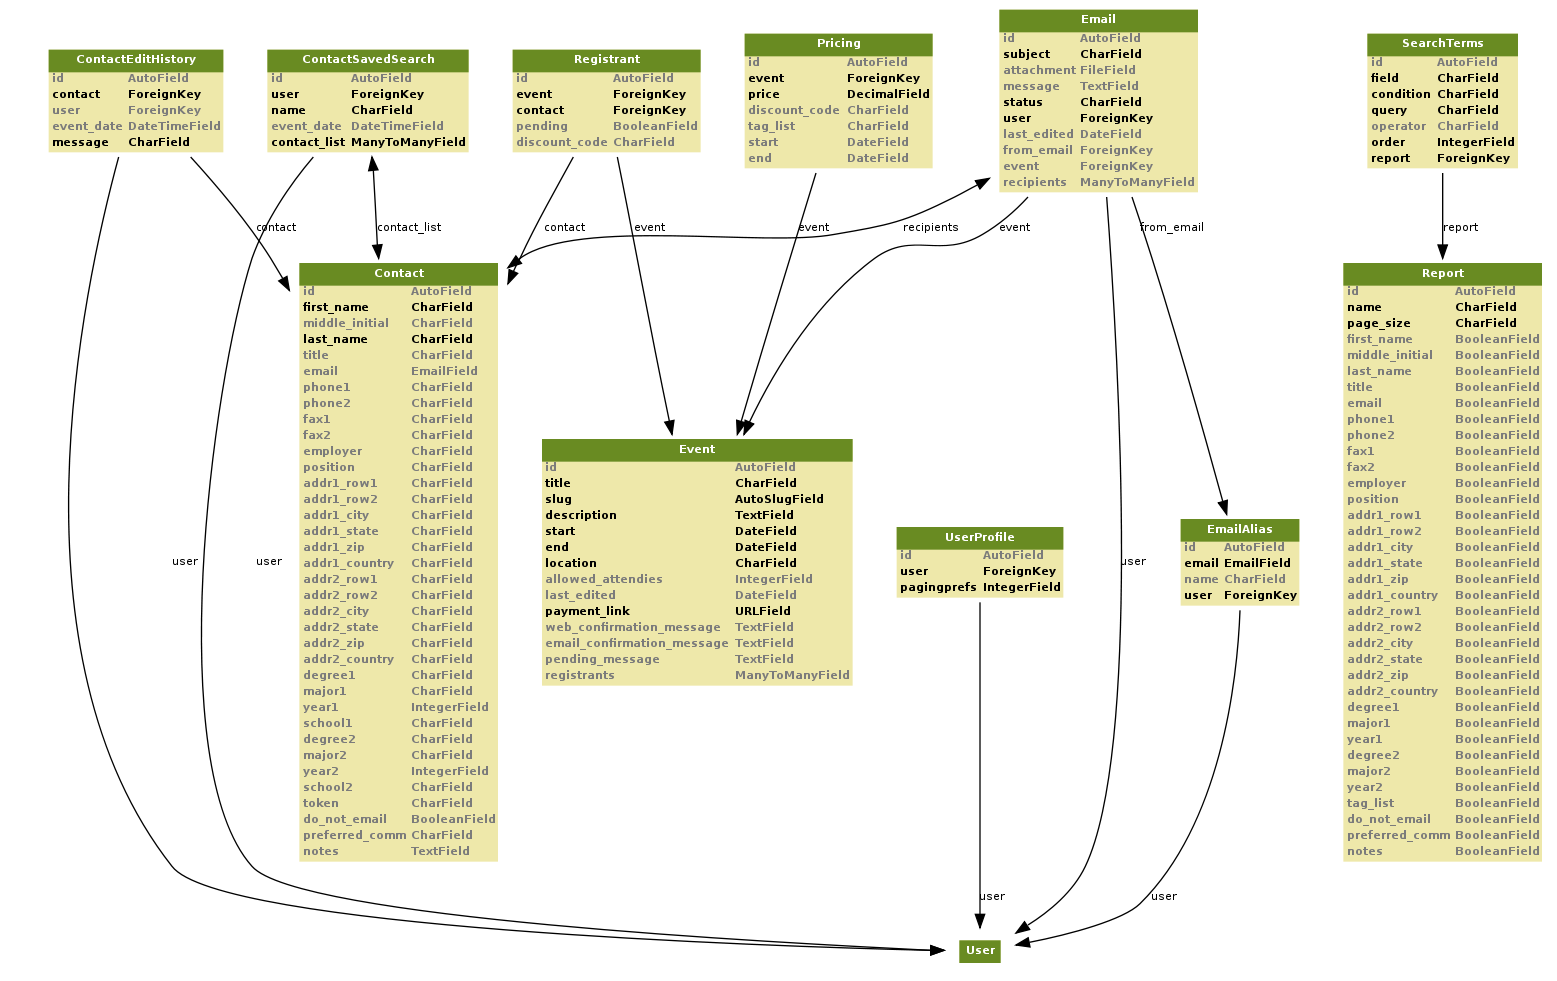 ContactEditHistory
id AutoField
contact ForeignKey
user ForeignKey
event_date DateTimeField
message CharField
ContactSavedSearch
id AutoField
user ForeignKey
name CharField
event_date DateTimeField
contact_list ManyToManyField
Registrant
id AutoField
event ForeignKey
contact ForeignKey
pending BooleanField
discount_code CharField
Pricing
id AutoField
event ForeignKey
price DecimalField
discount_code CharField
tag_list CharField
start DateField
end DateField
Email
id AutoField
subject CharField
attachment FileField
message TextField
status CharField
user ForeignKey
last_edited DateField
from_email ForeignKey
event ForeignKey
recipients ManyToManyField
SearchTerms
id AutoField
field CharField
condition CharField
query CharField
operator CharField
order IntegerField
report ForeignKey
contact
contact_list
contact
event
event
recipients
event
from_email
report
Contact
id AutoField
first_name CharField
middle_initial CharField
last_name CharField
title CharField
email EmailField
phone1 CharField
phone2 CharField
fax1 CharField
fax2 CharField
employer CharField
position CharField
addr1_row1 CharField
addr1_row2 CharField
addr1_city CharField
addr1_state CharField
addr1_zip CharField
addr1_country CharField
addr2_row1 CharField
addr2_row2 CharField
addr2_city CharField
addr2_state CharField
addr2_zip CharField
addr2_country CharField
degree1 CharField
major1 CharField
year1 IntegerField
school1 CharField
degree2 CharField
major2 CharField
year2 IntegerField
school2 CharField
token CharField
do_not_email BooleanField
preferred_comm CharField
notes TextField
Event
id AutoField
title CharField
slug AutoSlugField
description TextField
start DateField
end DateField
location CharField
allowed_attendies IntegerField
last_edited DateField
payment_link URLField
web_confirmation_message TextField
email_confirmation_message TextField
pending_message TextField
registrants ManyToManyField
UserProfile
id AutoField
user ForeignKey
pagingprefs IntegerField
EmailAlias
id AutoField
email EmailField
name CharField
user ForeignKey
Report
id AutoField
name CharField
page_size CharField
first_name BooleanField
middle_initial BooleanField
last_name BooleanField
title BooleanField
email BooleanField
phone1 BooleanField
phone2 BooleanField
fax1 BooleanField
fax2 BooleanField
employer BooleanField
position BooleanField
addr1_row1 BooleanField
addr1_row2 BooleanField
addr1_city BooleanField
addr1_state BooleanField
addr1_zip BooleanField
addr1_country BooleanField
addr2_row1 BooleanField
addr2_row2 BooleanField
addr2_city BooleanField
addr2_state BooleanField
addr2_zip BooleanField
addr2_country BooleanField
degree1 BooleanField
major1 BooleanField
year1 BooleanField
degree2 BooleanField
major2 BooleanField
year2 BooleanField
tag_list BooleanField
do_not_email BooleanField
preferred_comm BooleanField
notes BooleanField
user
user
user
user
user
User